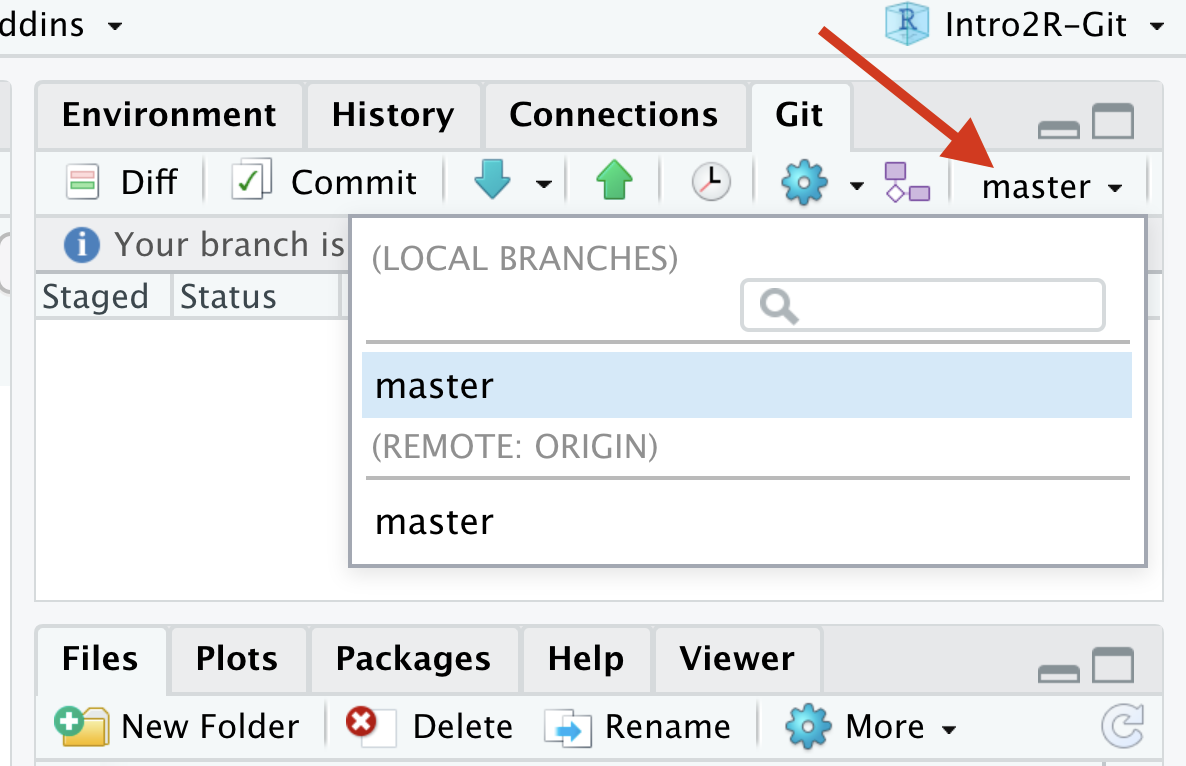 ddins
Intro2R-Git
Environment History Connections Git
Diff Commit master
Your branch is
(LOCAL BRANCHES)
Staged Status
master
(REMOTE: ORIGIN)
master
Files Plots Packages Help Viewer
New Folder Delete Rename More